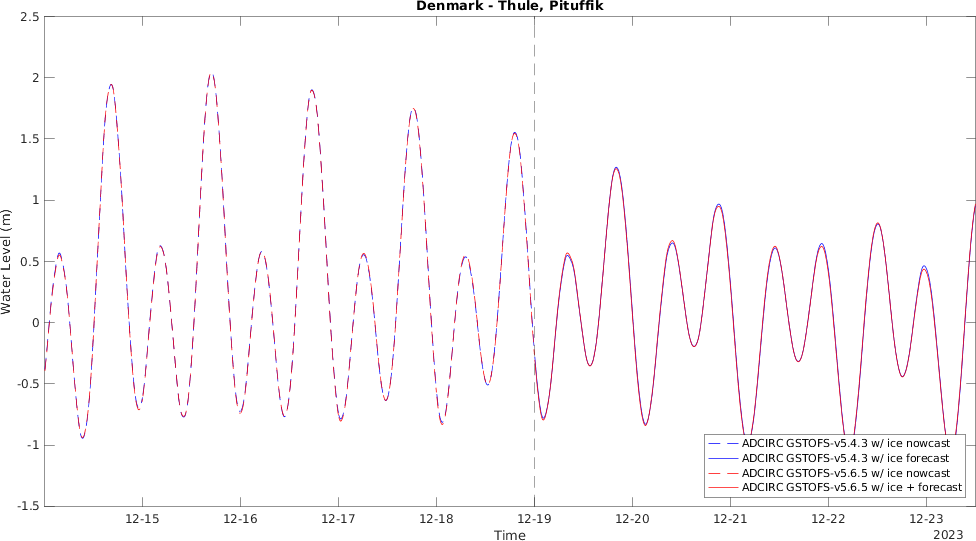 Denmark - Thule, Pituffik
2.5
2
1.5
1
0.5
0
-0.5
-1
-1.5
Water Level (m)
12-15
12-16
12-17
12-18
12-19
12-20
12-21
12-22
12-23
Time
2023
ADCIRC GSTOFS-v5.4.3 w/ ice nowcast
ADCIRC GSTOFS-v5.4.3 w/ ice forecast
ADCIRC GSTOFS-v5.6.5 w/ ice nowcast
ADCIRC GSTOFS-v5.6.5 w/ ice + forecast